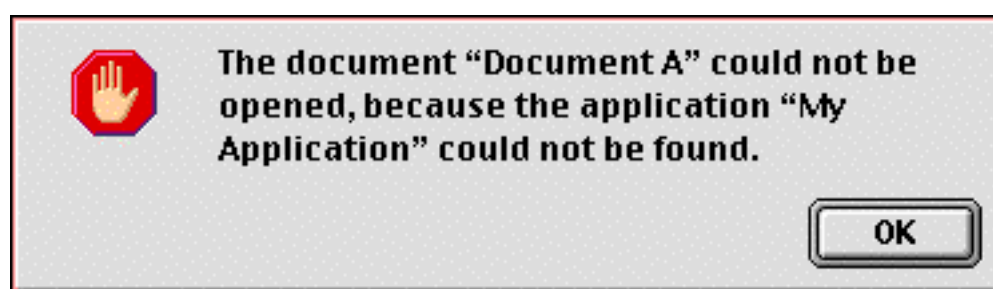 The document “Document A” could not be
opened, because the application “My
Application” could not be found.
OK